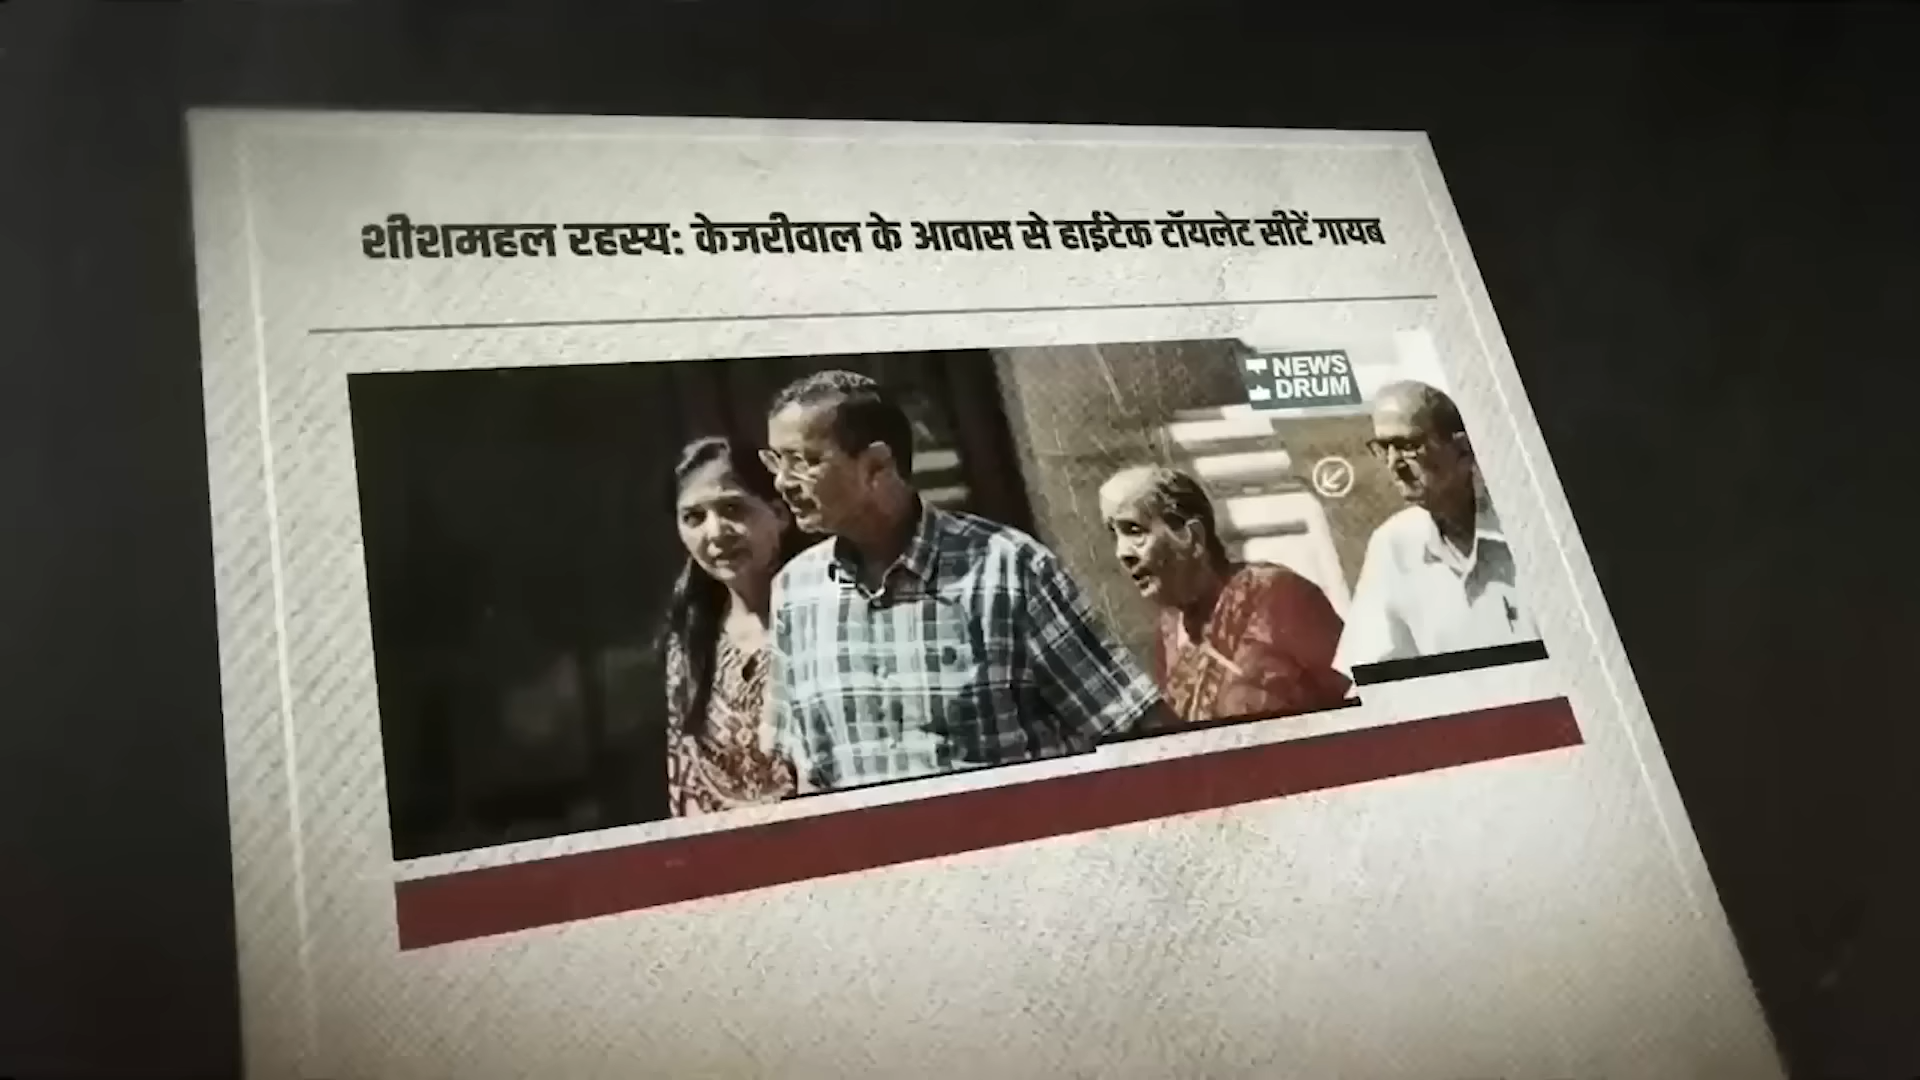 शीशमहल रहस्य: केजरीवाल के आवास से हाईटेक टॉयलेट सीटें गायब
NEWS
DRUM